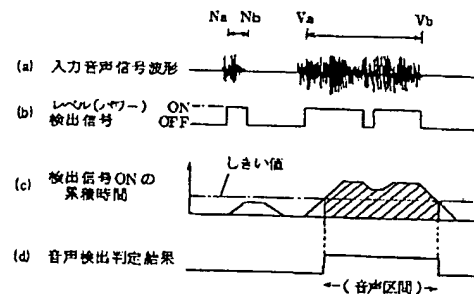 Na Nb Va Vb
(a) 入力音声信号波形
(b) レベル(パワー)検出信号 ON OFF
(c) 検出信号ONの累積時間 しきい値
(d) 音声検出判定結果
(音声区間)